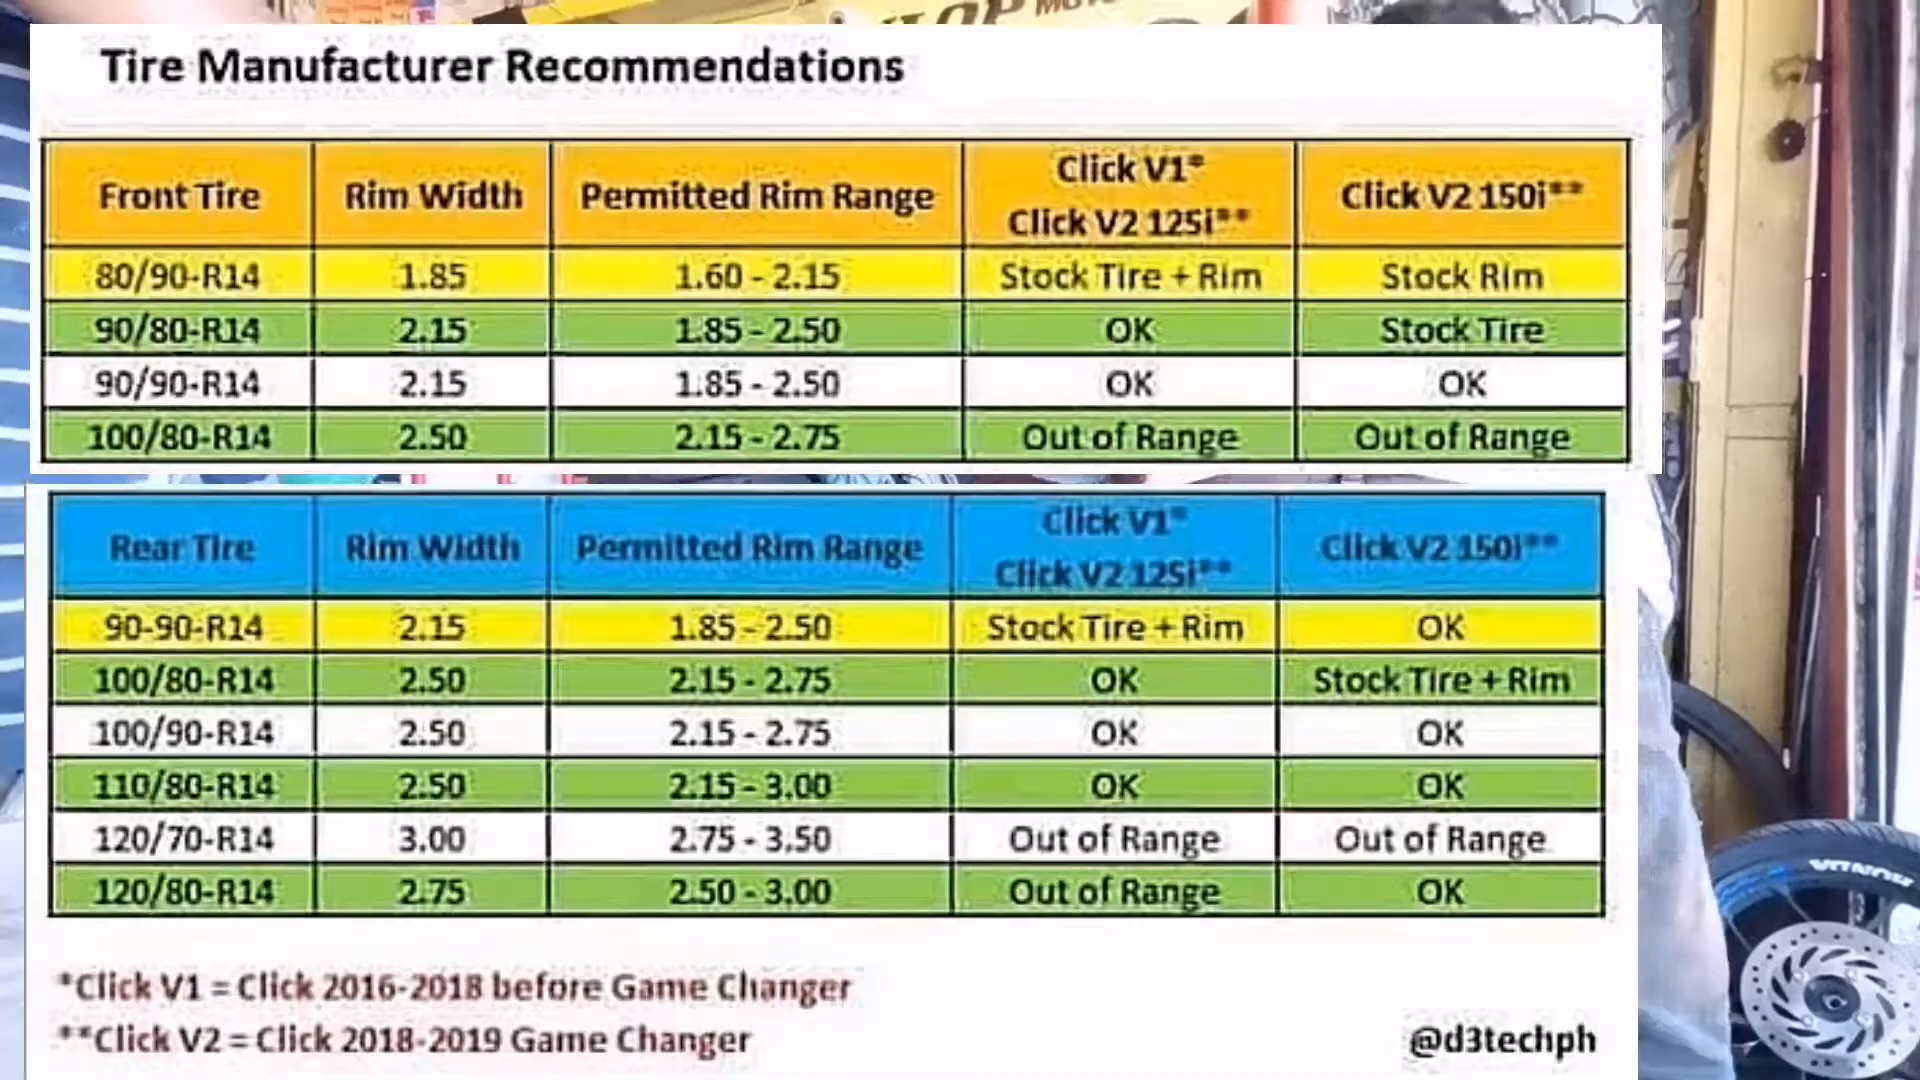 Tire Manufacturer Recommendations
Front Tire Rim Width Permitted Rim Range Click V1* Click V2 125i** Click V2 150i**
80/90-R14 1.85 1.60 - 2.15 Stock Tire + Rim Stock Rim
90/80-R14 2.15 1.85 - 2.50 OK Stock Tire
90/90-R14 2.15 1.85 - 2.50 OK OK
100/80-R14 2.50 2.15 - 2.75 Out of Range Out of Range
Rear Tire Rim Width Permitted Rim Range Click V1* Click V2 125i** Click V2 150i**
90-90-R14 2.15 1.85 - 2.50 Stock Tire + Rim OK
100/80-R14 2.50 2.15 - 2.75 OK Stock Tire + Rim
100/90-R14 2.50 2.15 - 2.75 OK OK
110/80-R14 2.50 2.15 - 3.00 OK OK
120/70-R14 3.00 2.75 - 3.50 Out of Range Out of Range
120/80-R14 2.75 2.50 - 3.00 Out of Range OK
*Click V1 = Click 2016-2018 before Game Changer
**Click V2 = Click 2018-2019 Game Changer
@d3techph